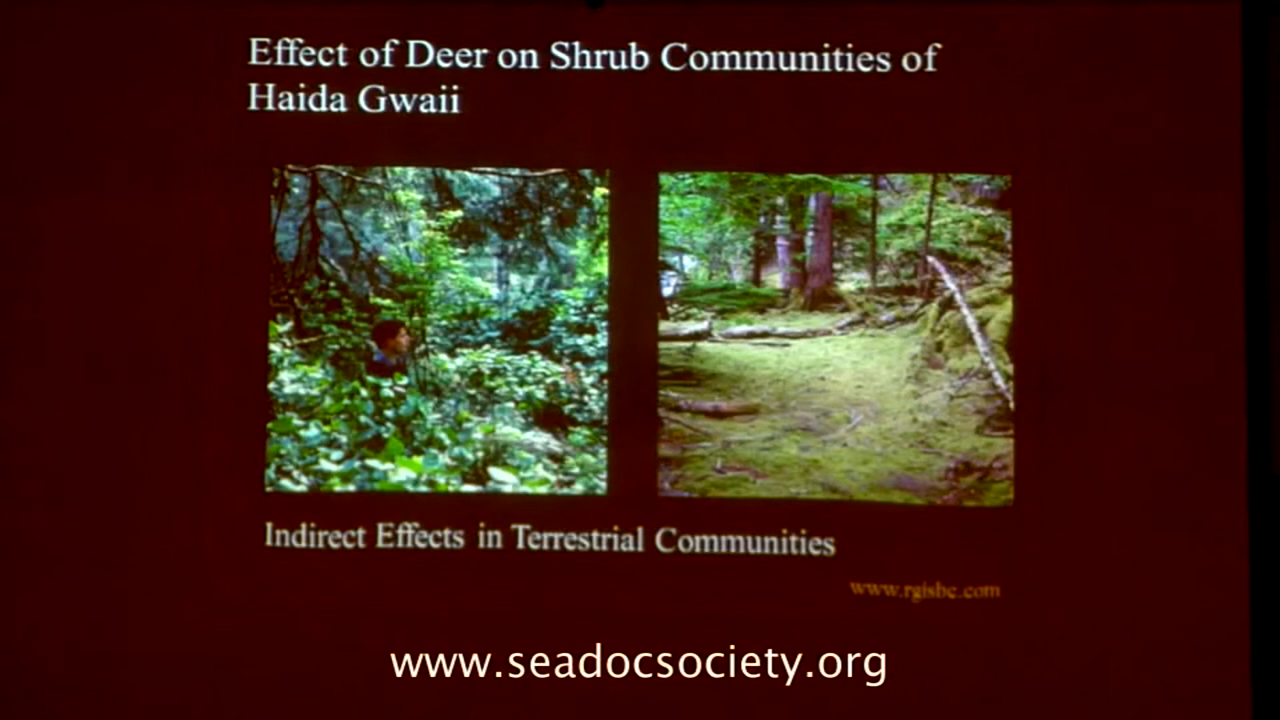 Effect of Deer on Shrub Communities of
Haida Gwaii
Indirect Effects in Terrestrial Communities
www.rgisbc.com
www.seadocsociety.org